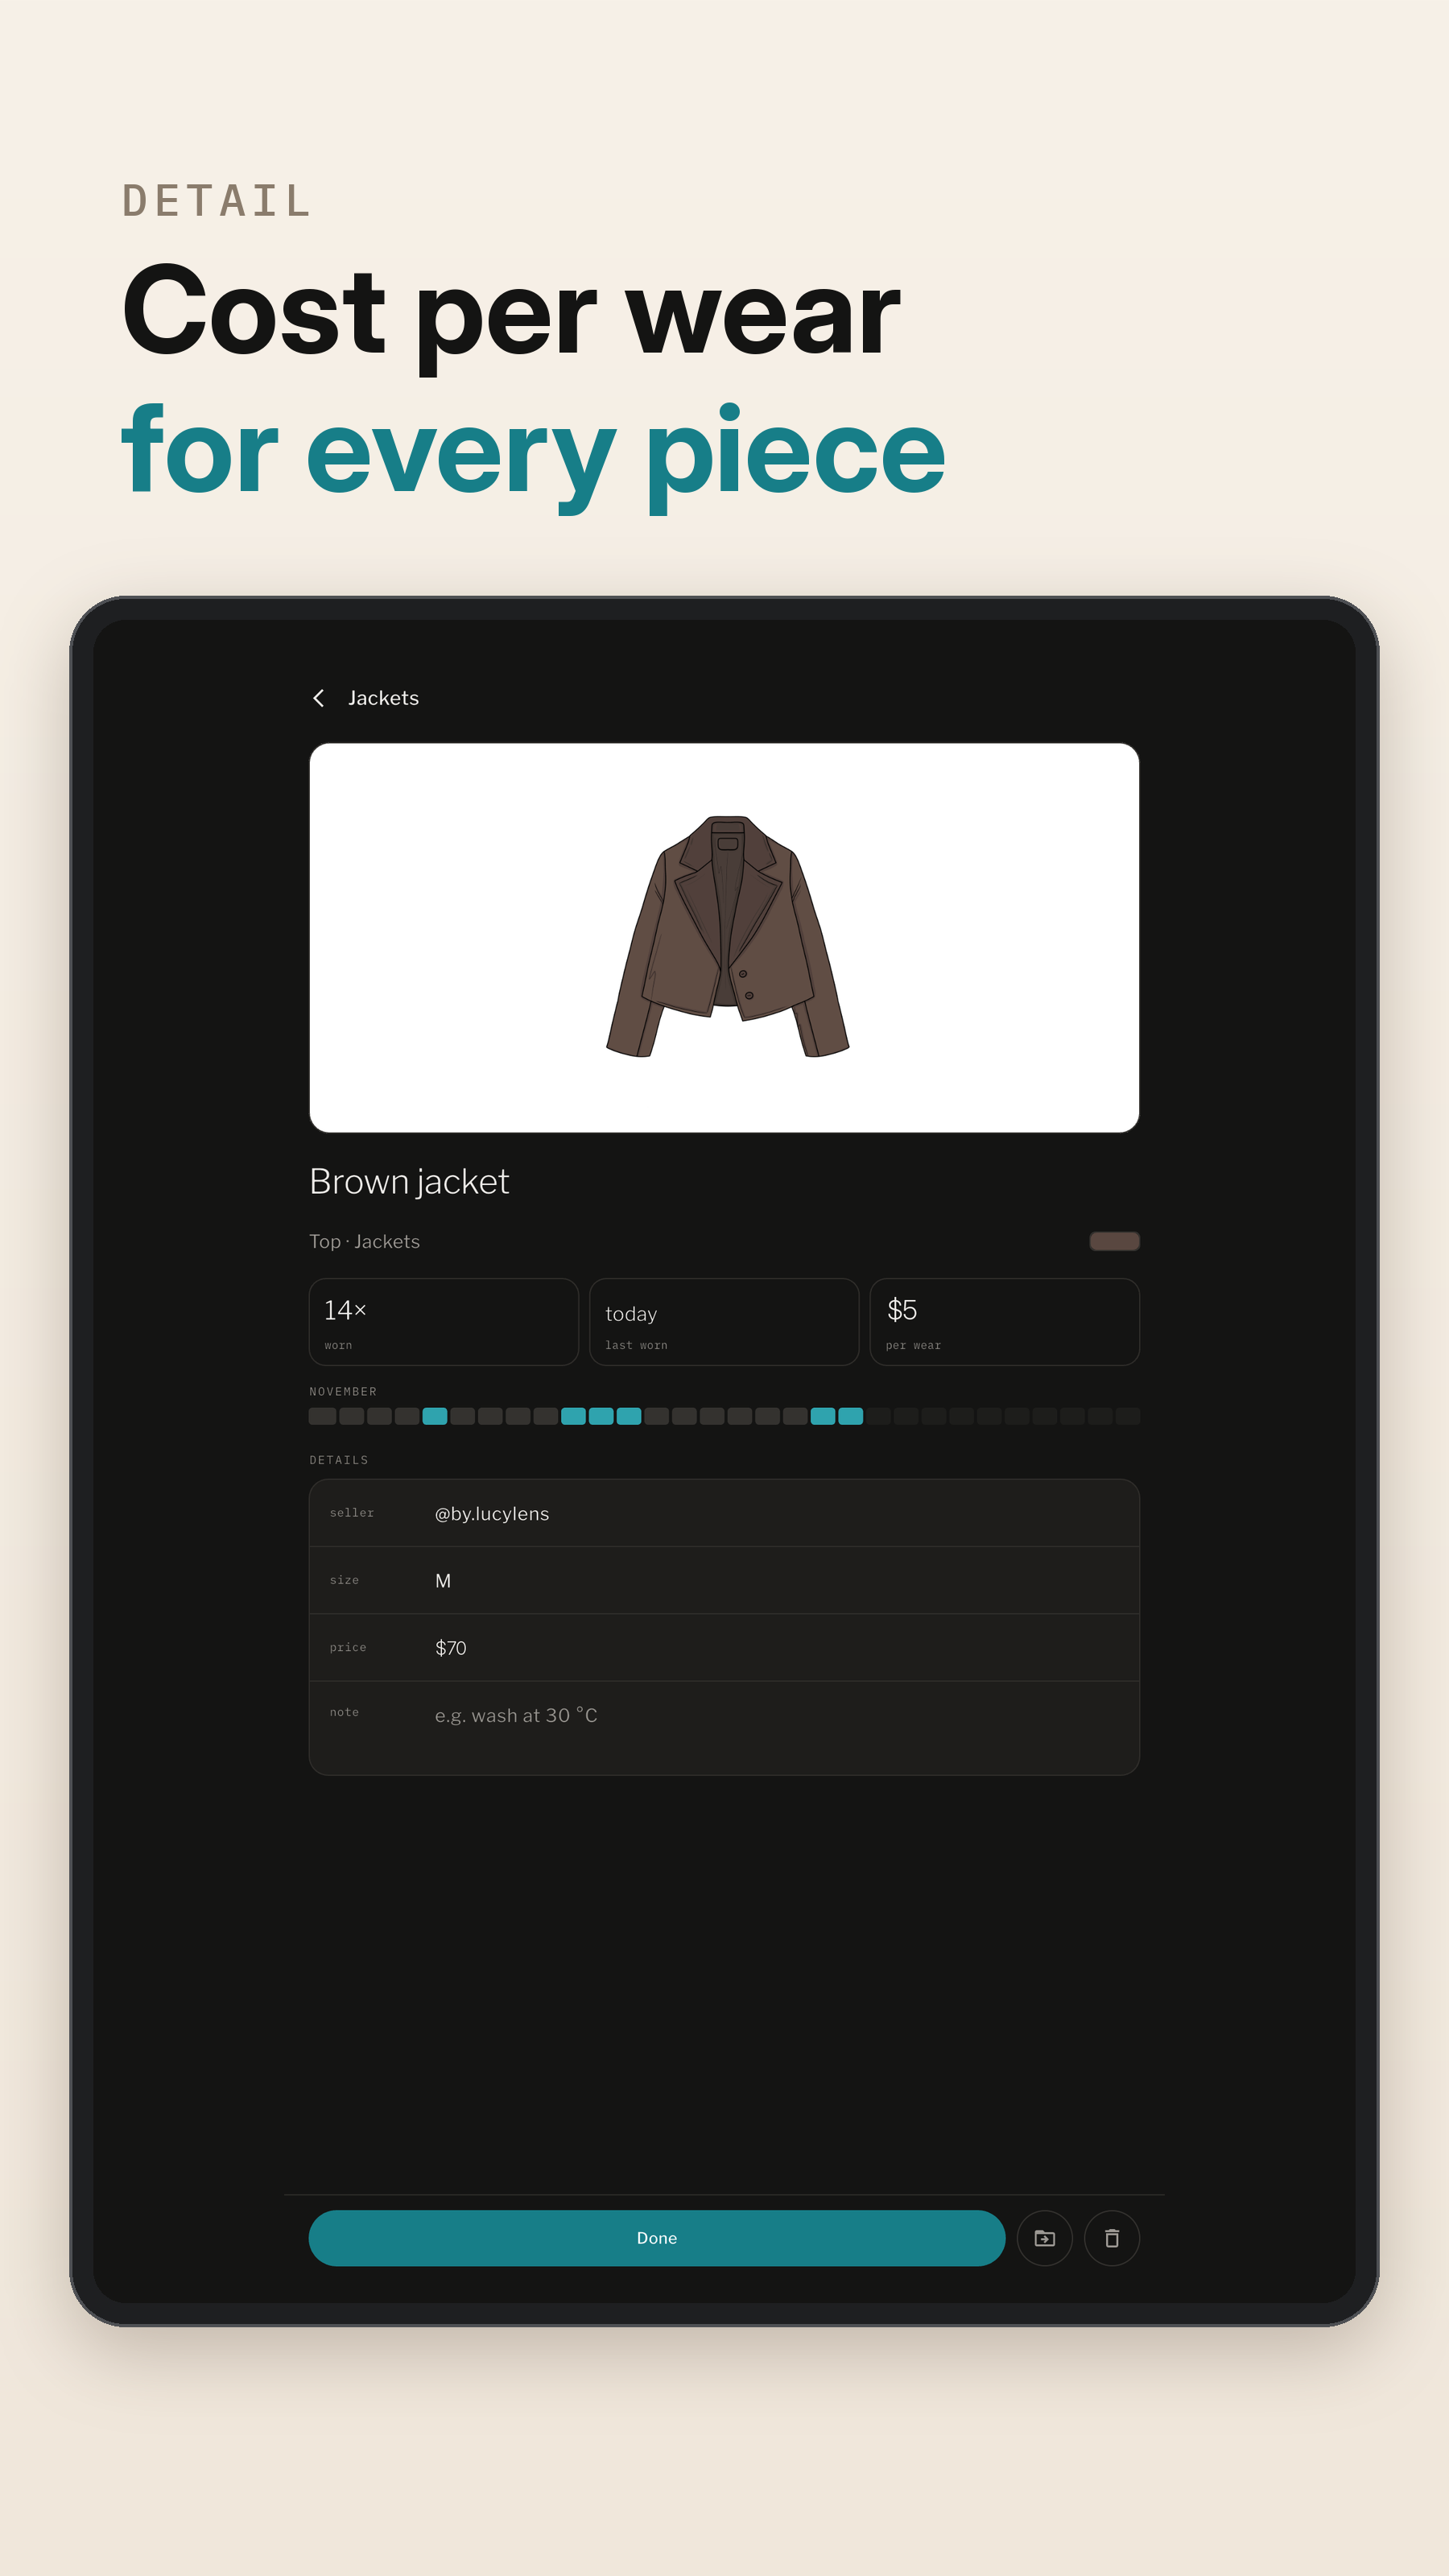 DETAIL
Cost per wear
for every piece
Jackets
Brown jacket
Top · Jackets
14×
worn
today
last worn
$5
per wear
NOVEMBER
DETAILS
seller
@by.lucylens
size
M
price
$70
note
e.g. wash at 30 °C
Done